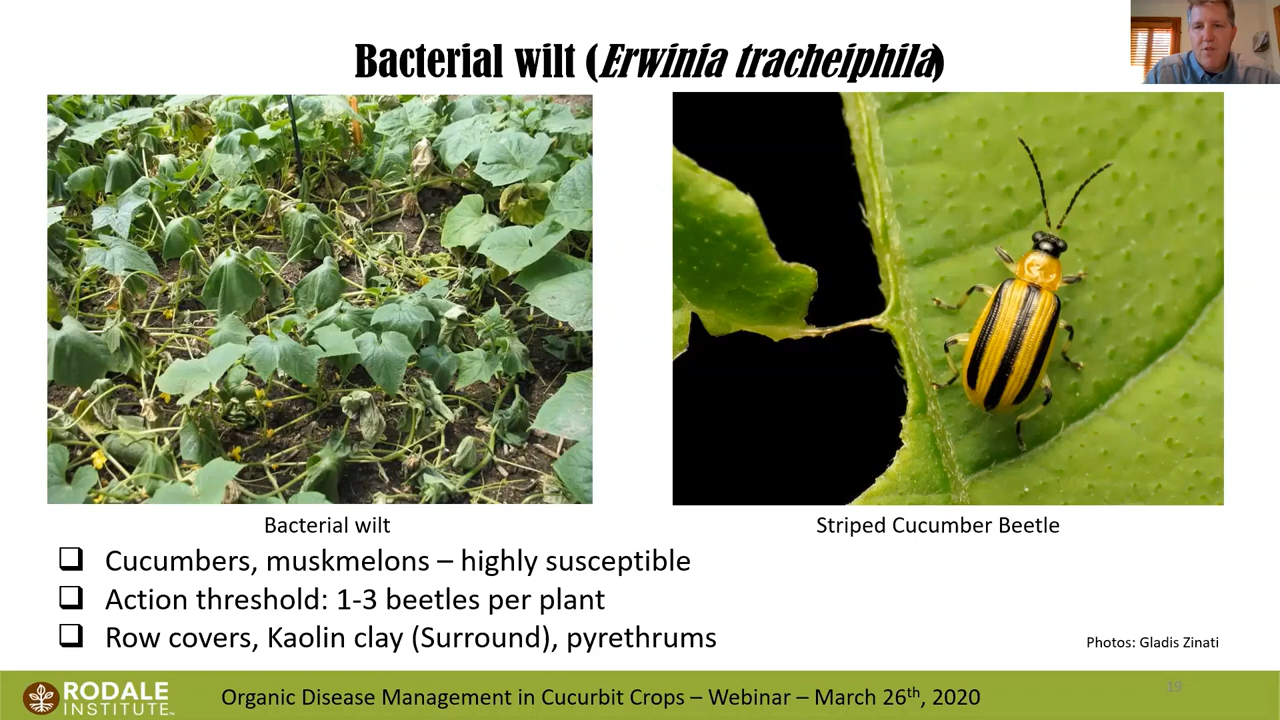 Bacterial wilt (Erwinia tracheiphila)
Bacterial wilt
Striped Cucumber Beetle
Cucumbers, muskmelons – highly susceptible
Action threshold: 1-3 beetles per plant
Row covers, Kaolin clay (Surround), pyrethrums
Photos: Gladis Zinati
RODALE
INSTITUTE™
Organic Disease Management in Cucurbit Crops – Webinar – March 26th, 2020
19